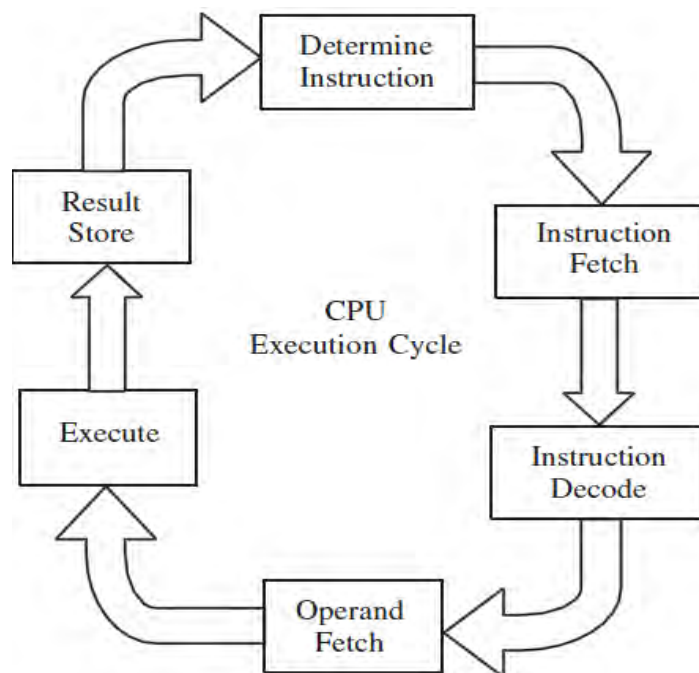 Determine
Instruction
Instruction
Fetch
Instruction
Decode
Operand
Fetch
Execute
Result
Store
CPU
Execution Cycle